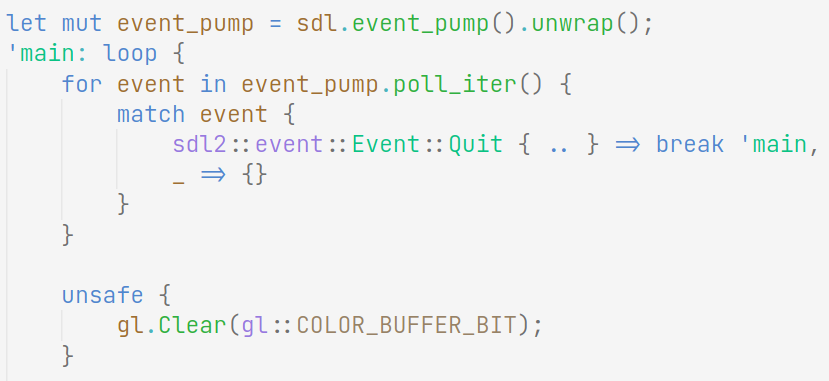 let mut event_pump = sdl.event_pump().unwrap();
'main: loop {
    for event in event_pump.poll_iter() {
        match event {
            sdl2::event::Event::Quit { .. } => break 'main,
            _ => {}
        }
    }

    unsafe {
        gl.Clear(gl::COLOR_BUFFER_BIT);
    }